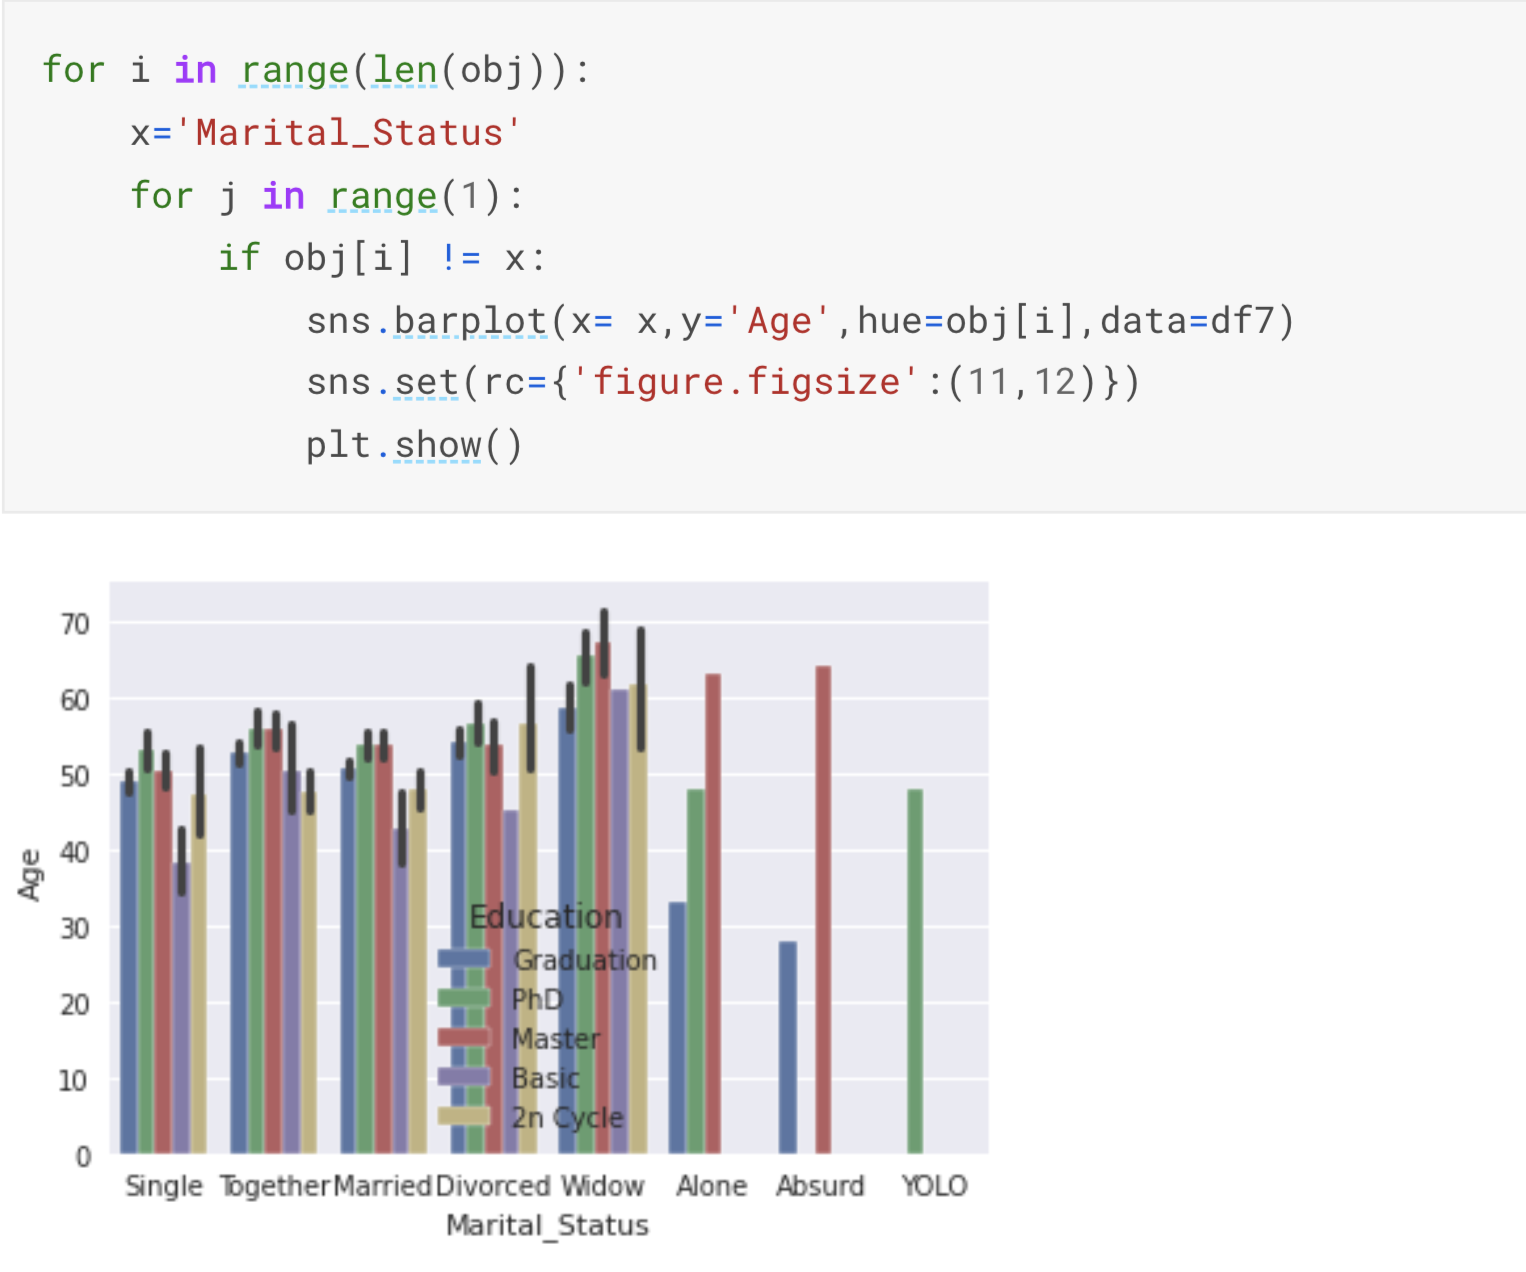 for i in range(len(obj)):
    x='Marital_Status'
    for j in range(1):
        if obj[i] != x:
            sns.barplot(x= x,y='Age',hue=obj[i],data=df7)
            sns.set(rc={'figure.figsize':(11,12)})
            plt.show()
70
60
50
40
30
20
10
0
Age
Education
Graduation
PhD
Master
Basic
2n Cycle
Single Together Married Divorced Widow Alone Absurd YOLO
Marital_Status